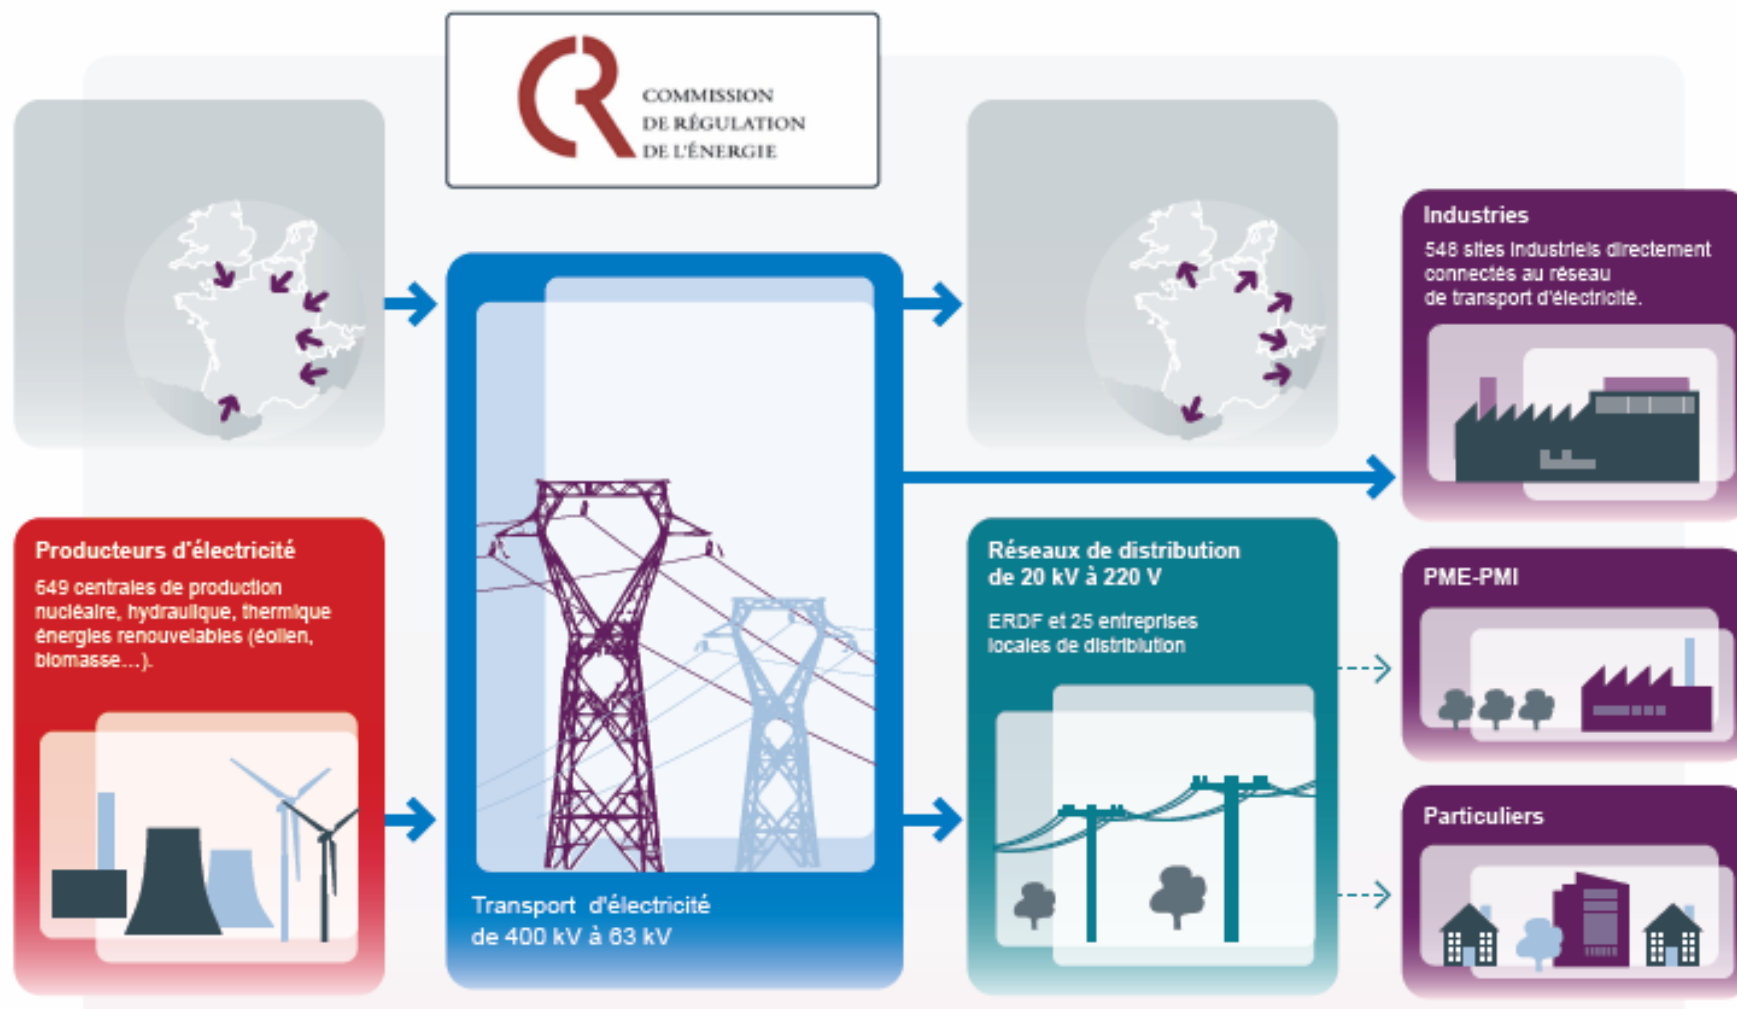 COMMISSION
DE RÉGULATION
DE L'ÉNERGIE
Industries
548 sites industriels directement
connectés au réseau
de transport d'électricité.
Producteurs d'électricité
649 centrales de production
nucléaire, hydraulique, thermique
énergies renouvelables (éolien,
biomasse...).
Transport d'électricité
de 400 kV à 63 kV
Réseaux de distribution
de 20 kV à 220 V
ERDF et 25 entreprises
locales de distribiution
PME-PMI
Particuliers